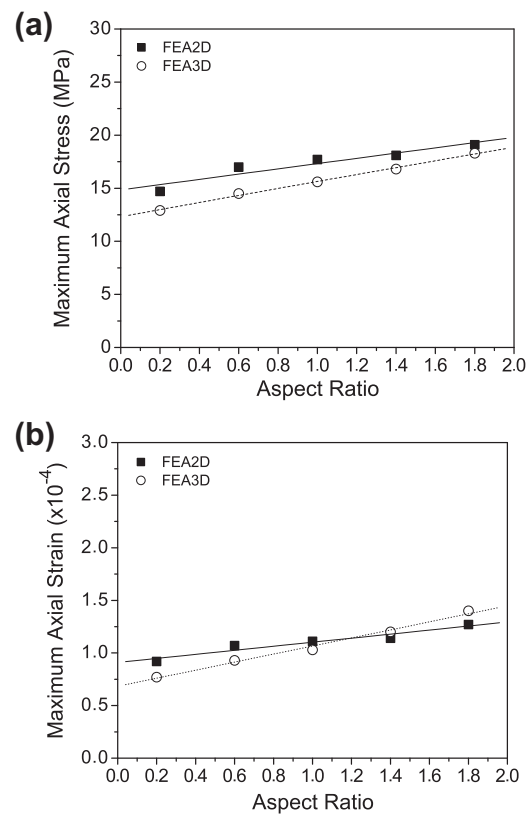 (a)
30
25
20
15
10
5
0
Maximum Axial Stress (MPa)
FEA2D
FEA3D
0.0 0.2 0.4 0.6 0.8 1.0 1.2 1.4 1.6 1.8 2.0
Aspect Ratio
(b)
3.0
2.5
2.0
1.5
1.0
0.5
0.0
Maximum Axial Strain (x10⁻⁴)
FEA2D
FEA3D
0.0 0.2 0.4 0.6 0.8 1.0 1.2 1.4 1.6 1.8 2.0
Aspect Ratio